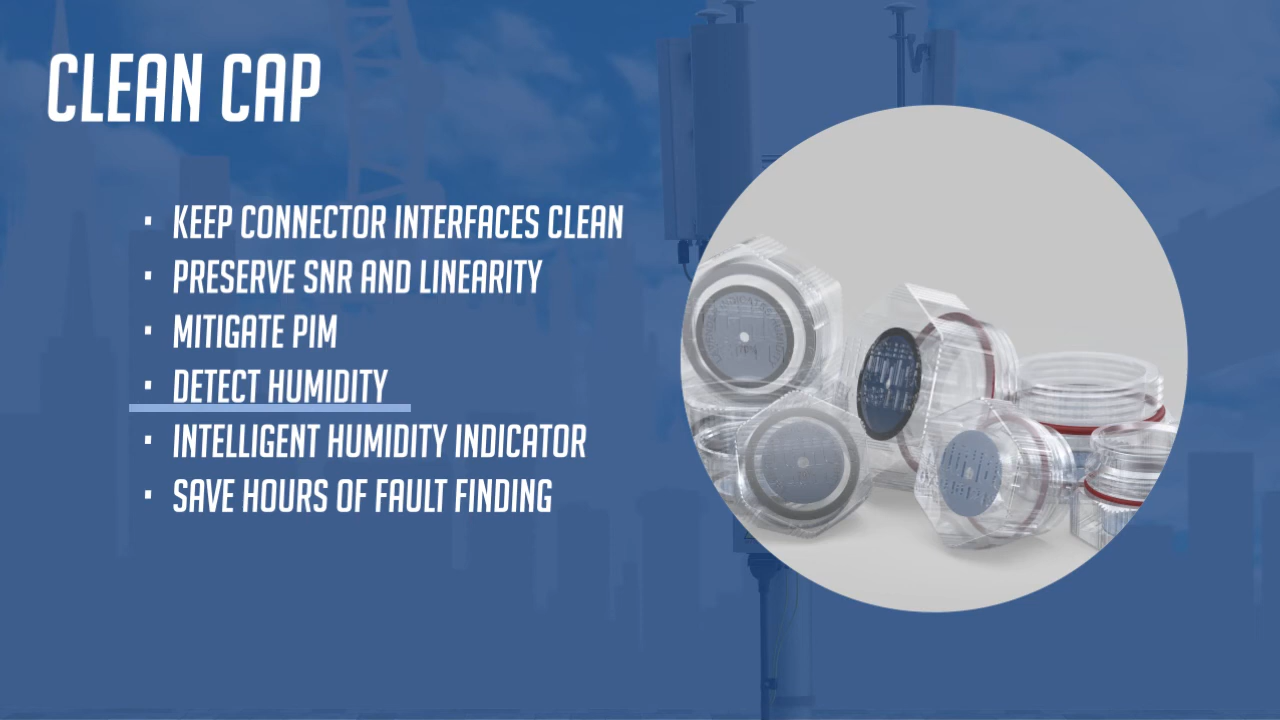 CLEAN CAP
· KEEP CONNECTOR INTERFACES CLEAN
· PRESERVE SNR AND LINEARITY
· MITIGATE PIM
· DETECT HUMIDITY
· INTELLIGENT HUMIDITY INDICATOR
· SAVE HOURS OF FAULT FINDING